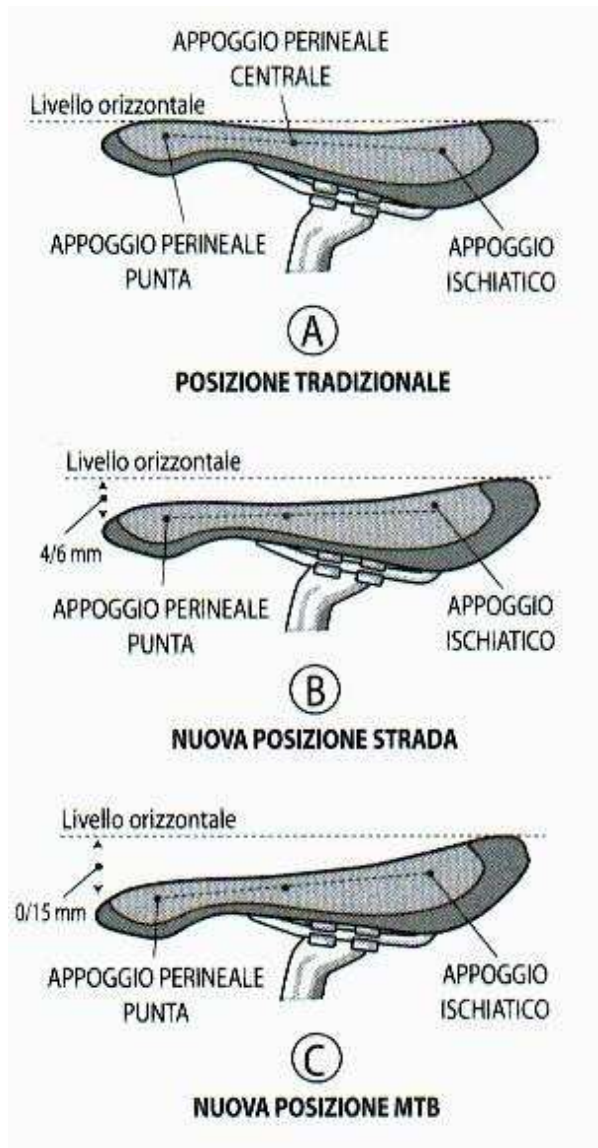 APPOGGIO PERINEALE
CENTRALE
Livello orizzontale
APPOGGIO PERINEALE
PUNTA
APPOGGIO
ISCHIATICO
A
POSIZIONE TRADIZIONALE
Livello orizzontale
4/6 mm
APPOGGIO PERINEALE
PUNTA
APPOGGIO
ISCHIATICO
B
NUOVA POSIZIONE STRADA
Livello orizzontale
0/15 mm
APPOGGIO PERINEALE
PUNTA
APPOGGIO
ISCHIATICO
C
NUOVA POSIZIONE MTB